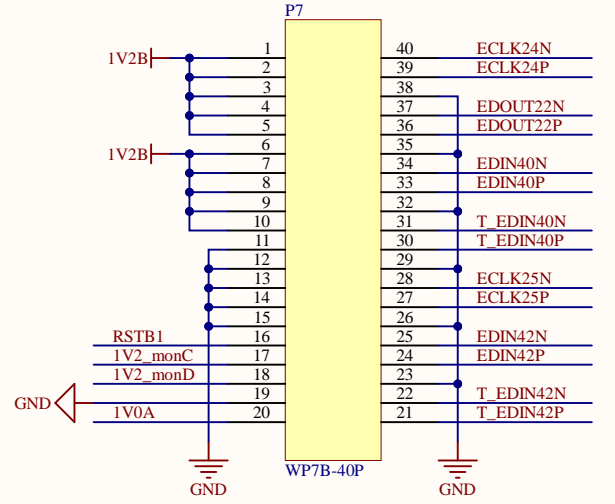 P7
1 40 ECLK24N
1V2B
2 39 ECLK24P
3 38
4 37 EDOUT22N
5 36 EDOUT22P
6 35
1V2B
7 34 EDIN40N
8 33 EDIN40P
9 32
10 31 T_EDIN40N
11 30 T_EDIN40P
12 29
13 28 ECLK25N
14 27 ECLK25P
15 26
RSTB1 16 25 EDIN42N
1V2_monC 17 24 EDIN42P
1V2_monD 18 23
GND 19 22 T_EDIN42N
1V0A 20 21 T_EDIN42P
WP7B-40P
GND GND